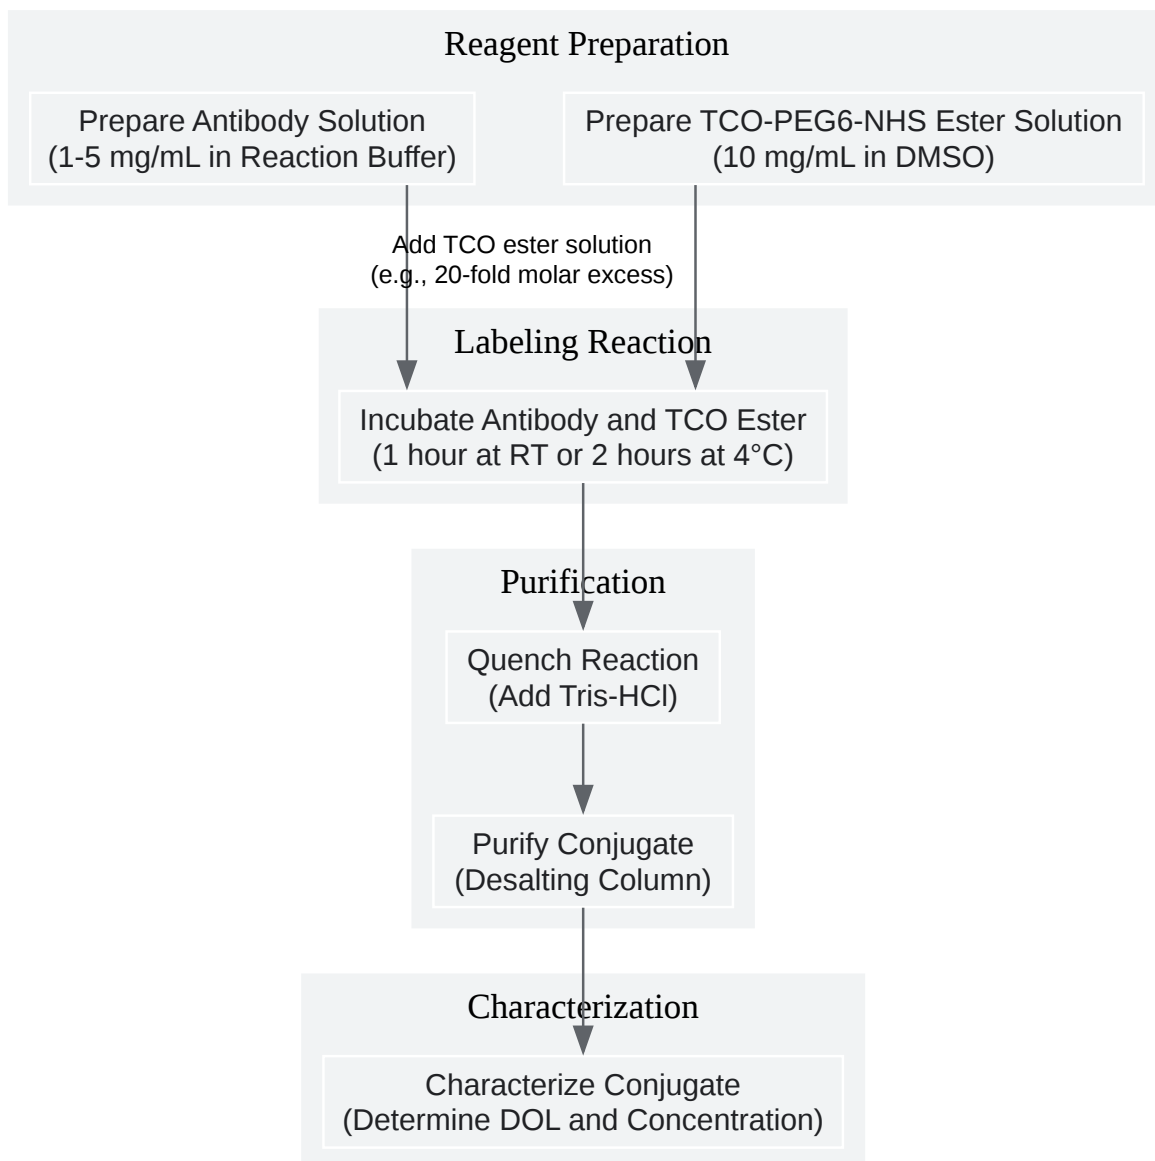 Reagent Preparation
Prepare Antibody Solution
(1-5 mg/mL in Reaction Buffer)
Prepare TCO-PEG6-NHS Ester Solution
(10 mg/mL in DMSO)
Add TCO ester solution
(e.g., 20-fold molar excess)
Labeling Reaction
Incubate Antibody and TCO Ester
(1 hour at RT or 2 hours at 4°C)
Purification
Quench Reaction
(Add Tris-HCl)
Purify Conjugate
(Desalting Column)
Characterization
Characterize Conjugate
(Determine DOL and Concentration)